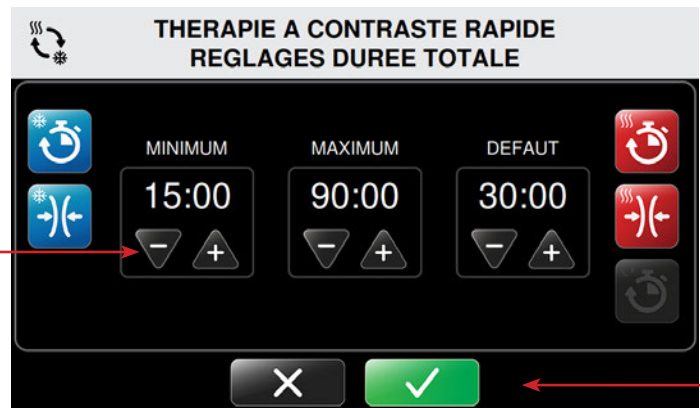 THERAPIE A CONTRASTE RAPIDE
REGLAGES DUREE TOTALE
MINIMUM MAXIMUM DEFAUT
15:00 90:00 30:00
- + - + - +